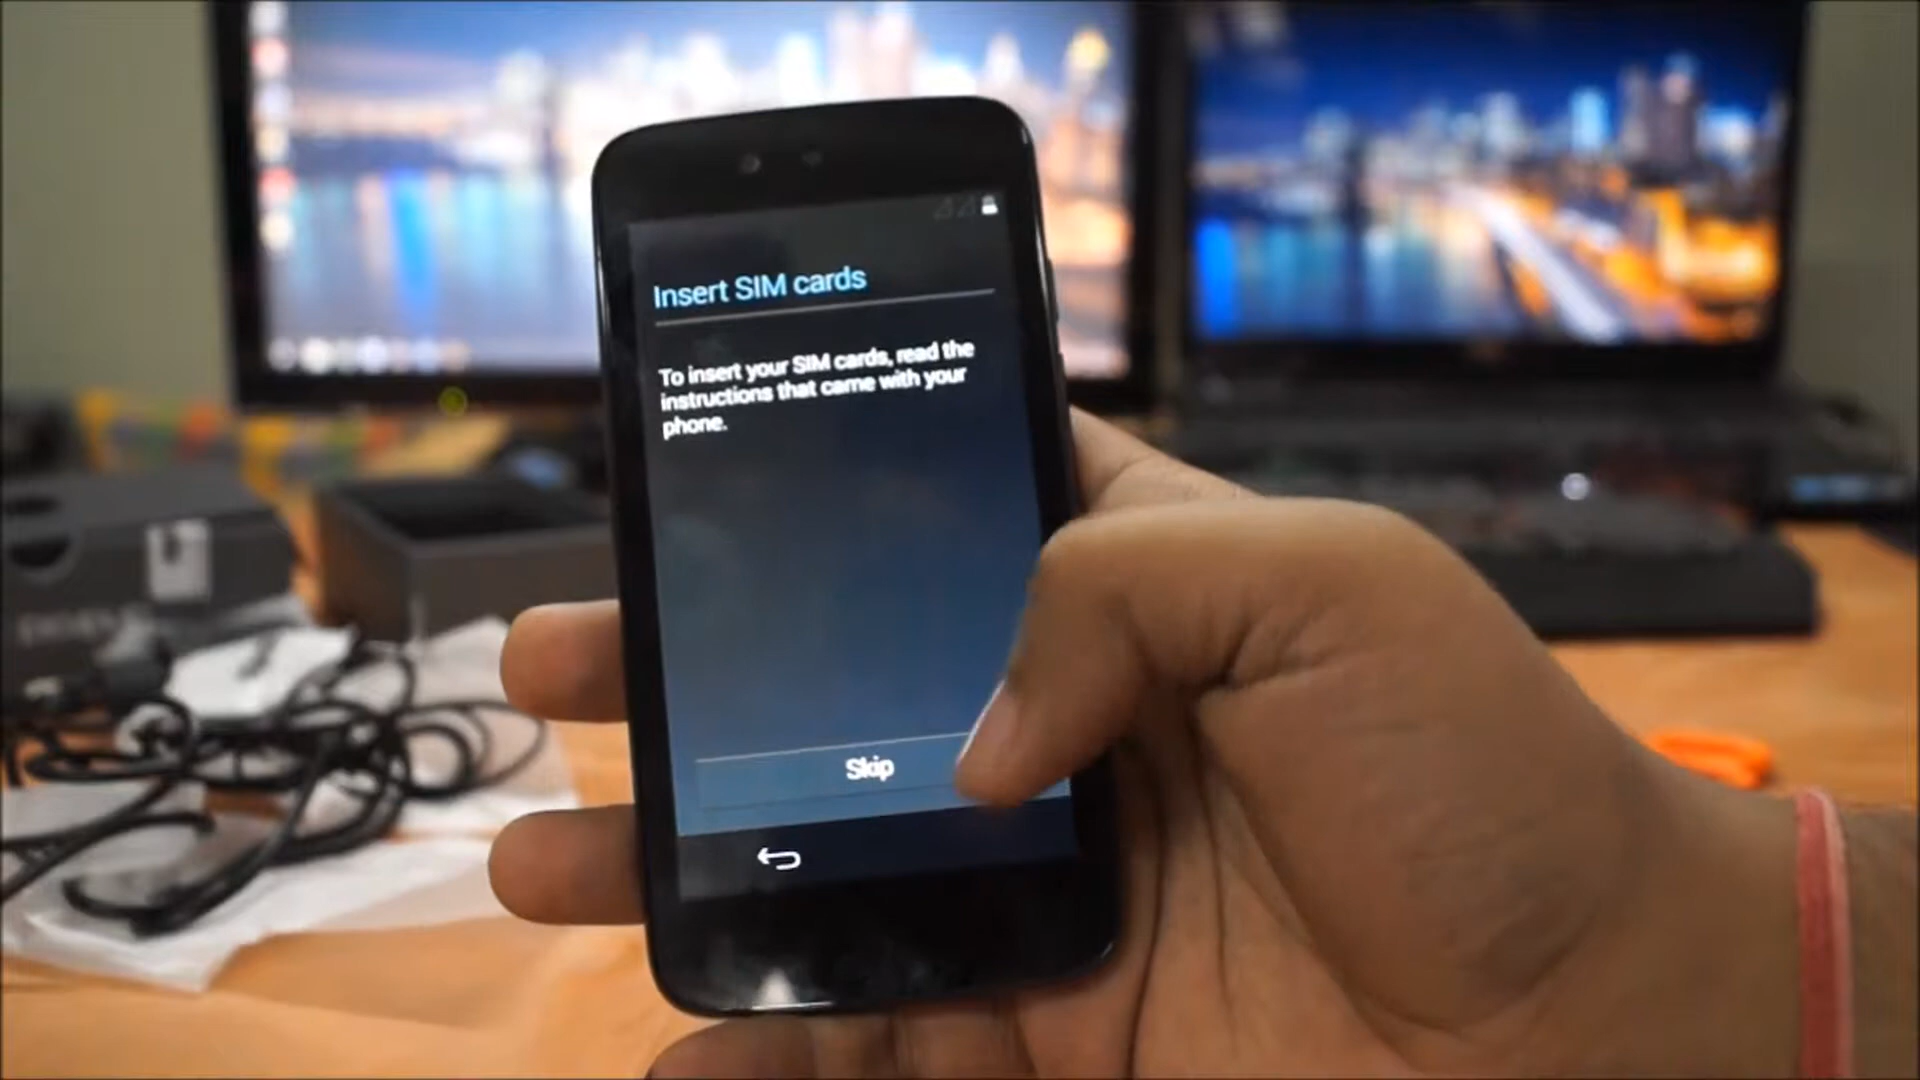 Insert SIM cards
To insert your SIM cards, read the
instructions that came with your
phone.
Skip